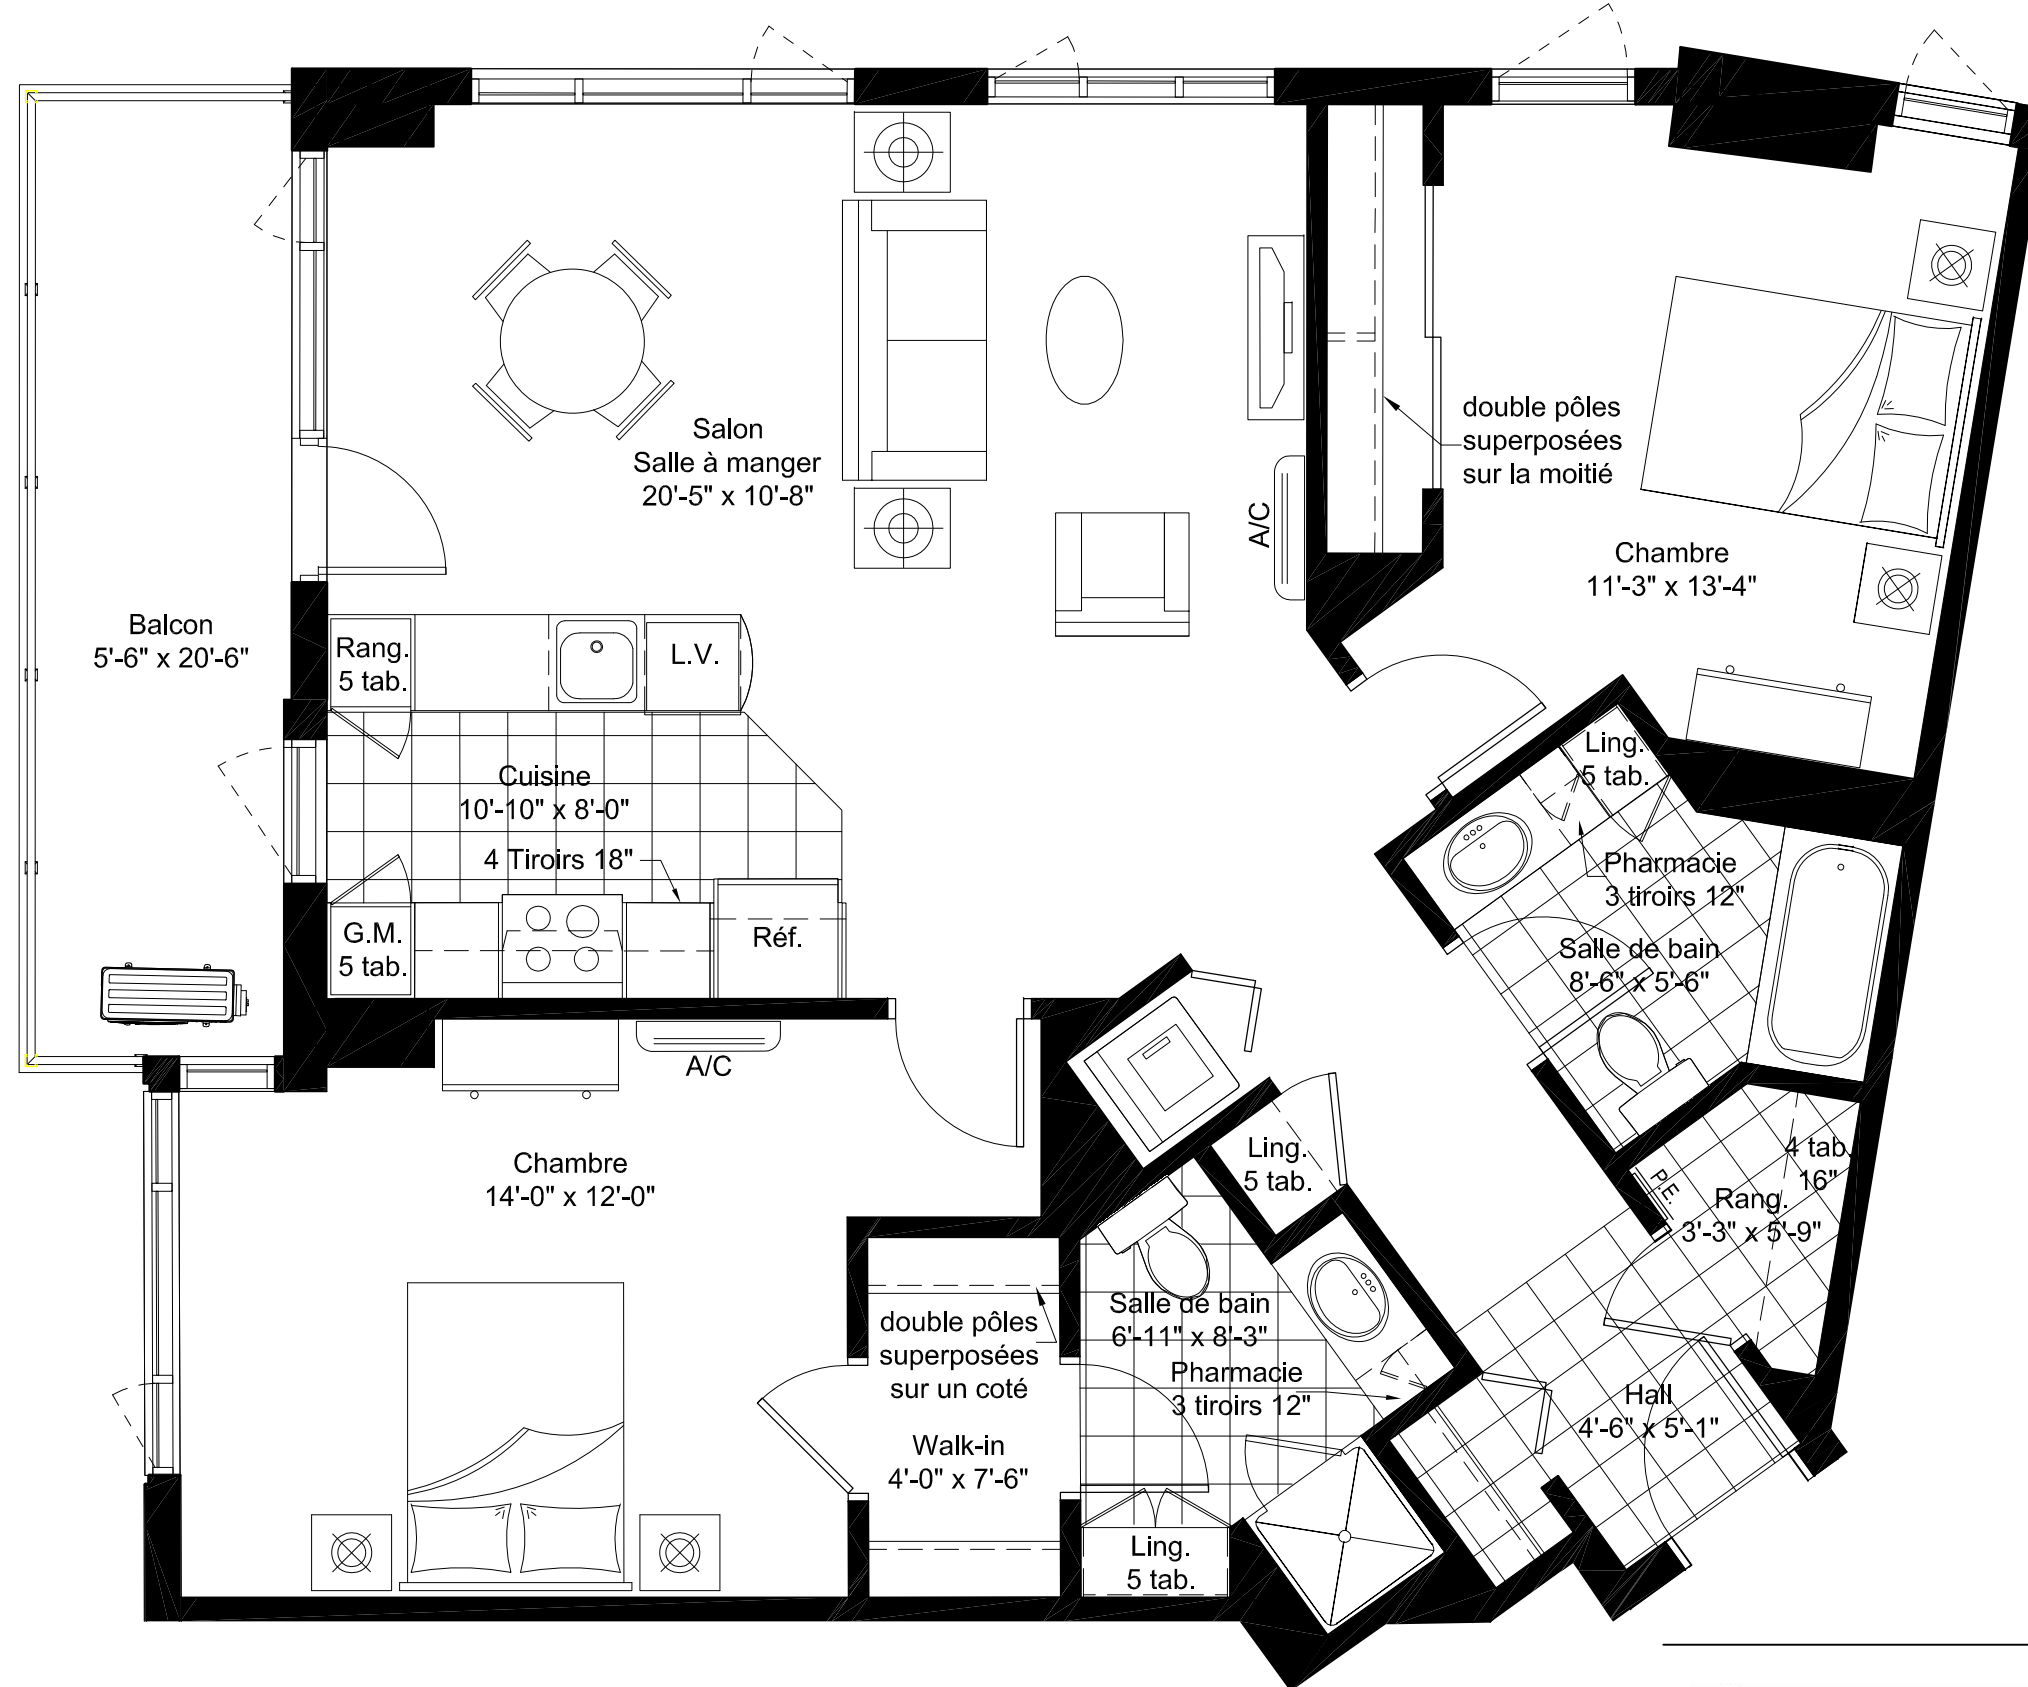 Salon
Salle à manger
20'-5" x 10'-8"
double pôles
superposées
sur la moitié
A/C
Chambre
11'-3" x 13'-4"
Balcon
5'-6" x 20'-6"
Rang.
5 tab.
L.V.
Cuisine
10'-10" x 8'-0"
4 Tiroirs 18"
G.M.
5 tab.
Réf.
Ling.
5 tab.
Pharmacie
3 tiroirs 12"
Salle de bain
8'-6" x 5'-6"
A/C
Chambre
14'-0" x 12'-0"
Ling.
5 tab.
4 tab.
16"
P.E.
Rang.
3'-3" x 5'-9"
double pôles
superposées
sur un coté
Walk-in
4'-0" x 7'-6"
Salle de bain
6'-11" x 8'-3"
Pharmacie
3 tiroirs 12"
Hall
4'-6" x 5'-1"
Ling.
5 tab.